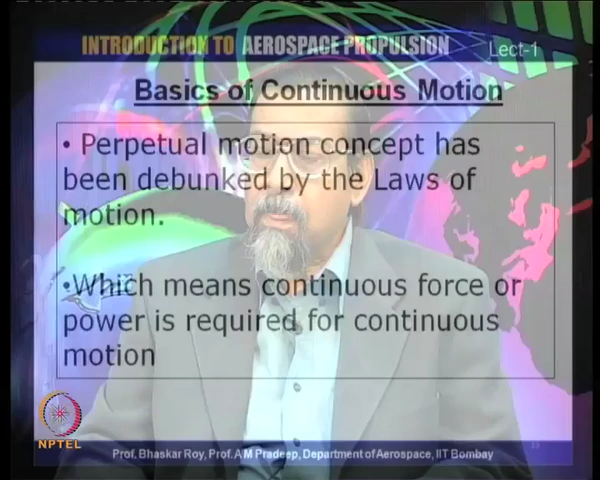 INTRODUCTION TO AEROSPACE PROPULSION Lect-1
Basics of Continuous Motion
• Perpetual motion concept has
been debunked by the Laws of
motion.
•Which means continuous force or
power is required for continuous
motion
NPTEL
Prof. Bhaskar Roy, Prof. A M Pradeep, Department of Aerospace, IIT Bombay